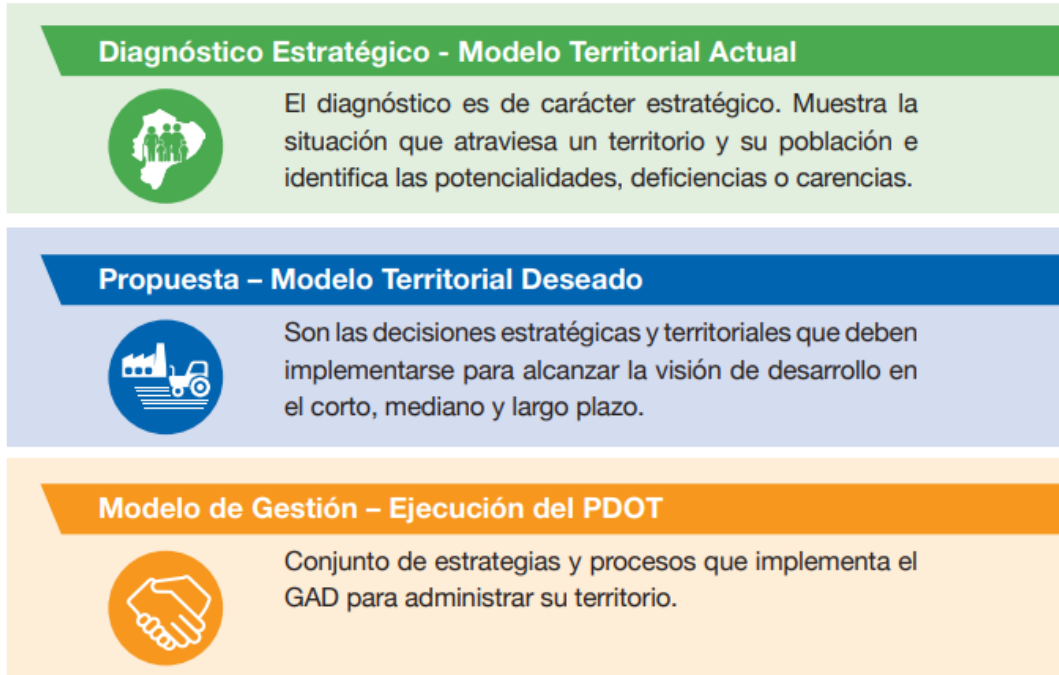 Diagnóstico Estratégico - Modelo Territorial Actual
El diagnóstico es de carácter estratégico. Muestra la
situación que atraviesa un territorio y su población e
identifica las potencialidades, deficiencias o carencias.
Propuesta – Modelo Territorial Deseado
Son las decisiones estratégicas y territoriales que deben
implementarse para alcanzar la visión de desarrollo en
el corto, mediano y largo plazo.
Modelo de Gestión – Ejecución del PDOT
Conjunto de estrategias y procesos que implementa el
GAD para administrar su territorio.